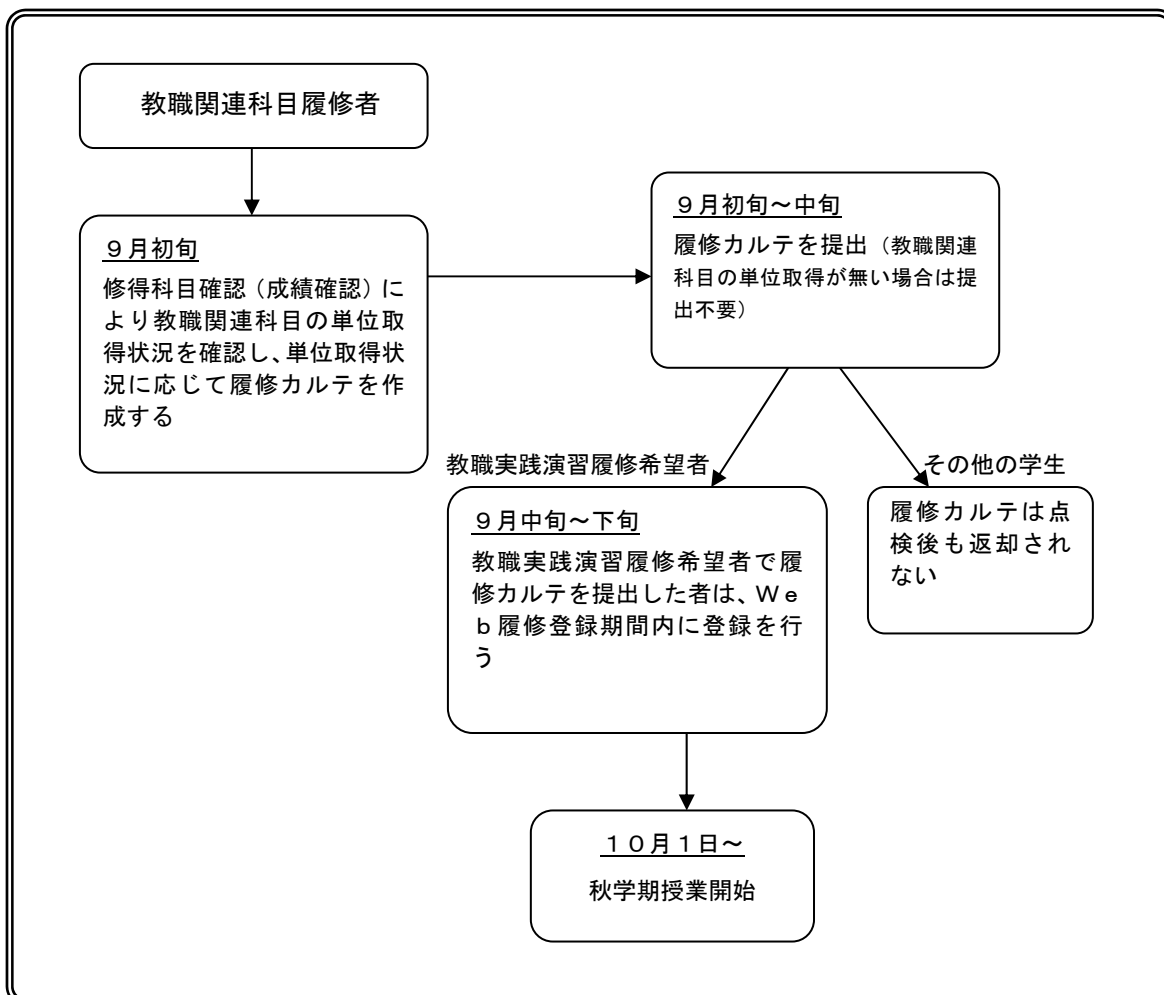 教職関連科目履修者
９月初旬
修得科目確認（成績確認）に
より教職関連科目の単位取
得状況を確認し、単位取得状
況に応じて履修カルテを作
成する
９月初旬～中旬
履修カルテを提出（教職関連
科目の単位取得が無い場合は提
出不要）
教職実践演習履修希望者
９月中旬～下旬
教職実践演習履修希望者で履
修カルテを提出した者は、Ｗｅ
ｂ履修登録期間内に登録を行
う
その他の学生
履修カルテは点
検後も返却され
ない
１０月１日～
秋学期授業開始